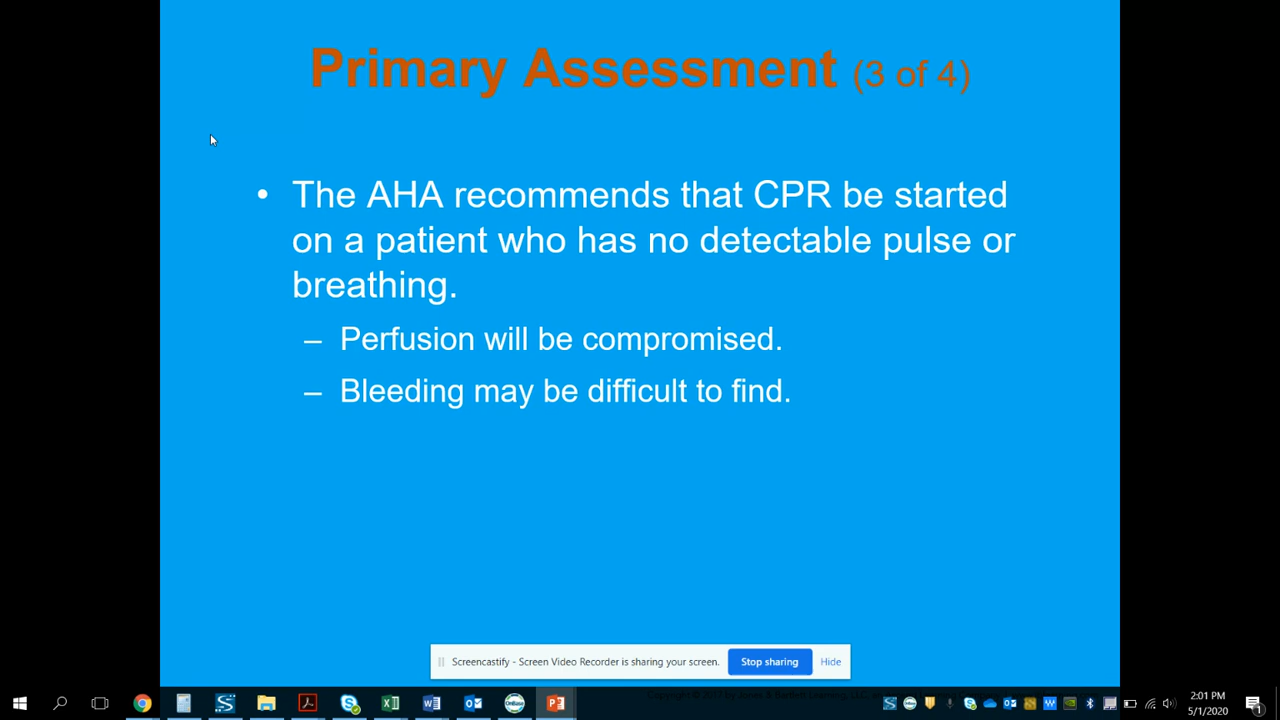 Primary Assessment (3 of 4)
• The AHA recommends that CPR be started
on a patient who has no detectable pulse or
breathing.
– Perfusion will be compromised.
– Bleeding may be difficult to find.
Screencastify - Screen Video Recorder is sharing your screen.
Stop sharing
Hide
2:01 PM
5/1/2020